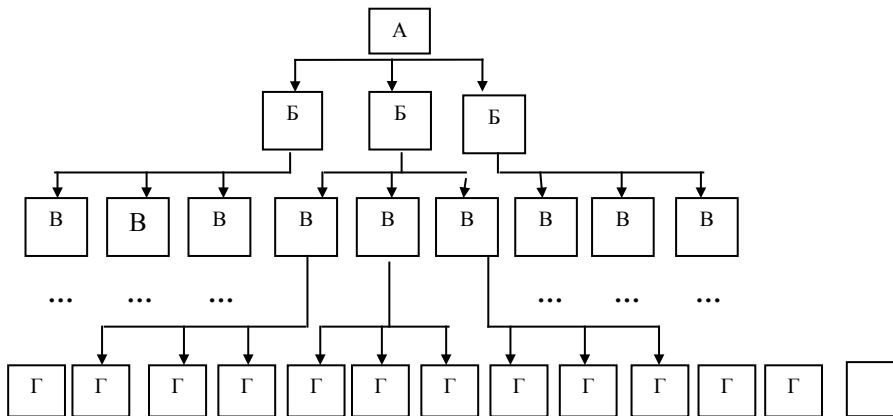 А
Б Б Б
В В В В В В В В В
... ... ... ... ... ...
Г Г Г Г Г Г Г Г Г Г Г Г